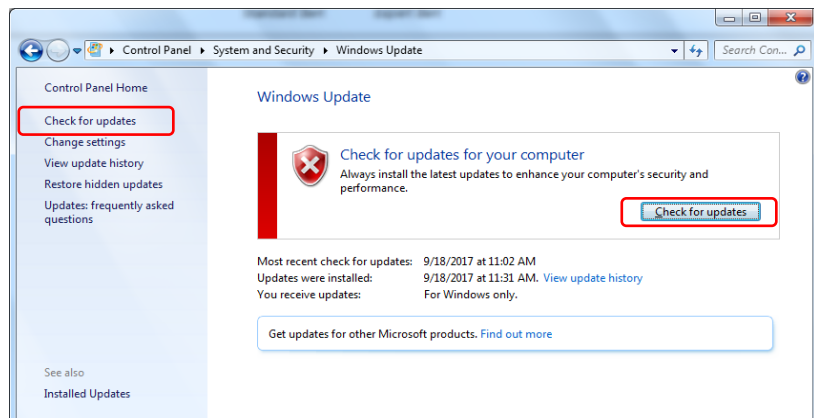 Control Panel ▸ System and Security ▸ Windows Update
Search Con...
Control Panel Home
Check for updates
Change settings
View update history
Restore hidden updates
Updates: frequently asked
questions
See also
Installed Updates
Windows Update
Check for updates for your computer
Always install the latest updates to enhance your computer's security and
performance.
Check for updates
Most recent check for updates: 9/18/2017 at 11:02 AM
Updates were installed: 9/18/2017 at 11:31 AM. View update history
You receive updates: For Windows only.
Get updates for other Microsoft products. Find out more